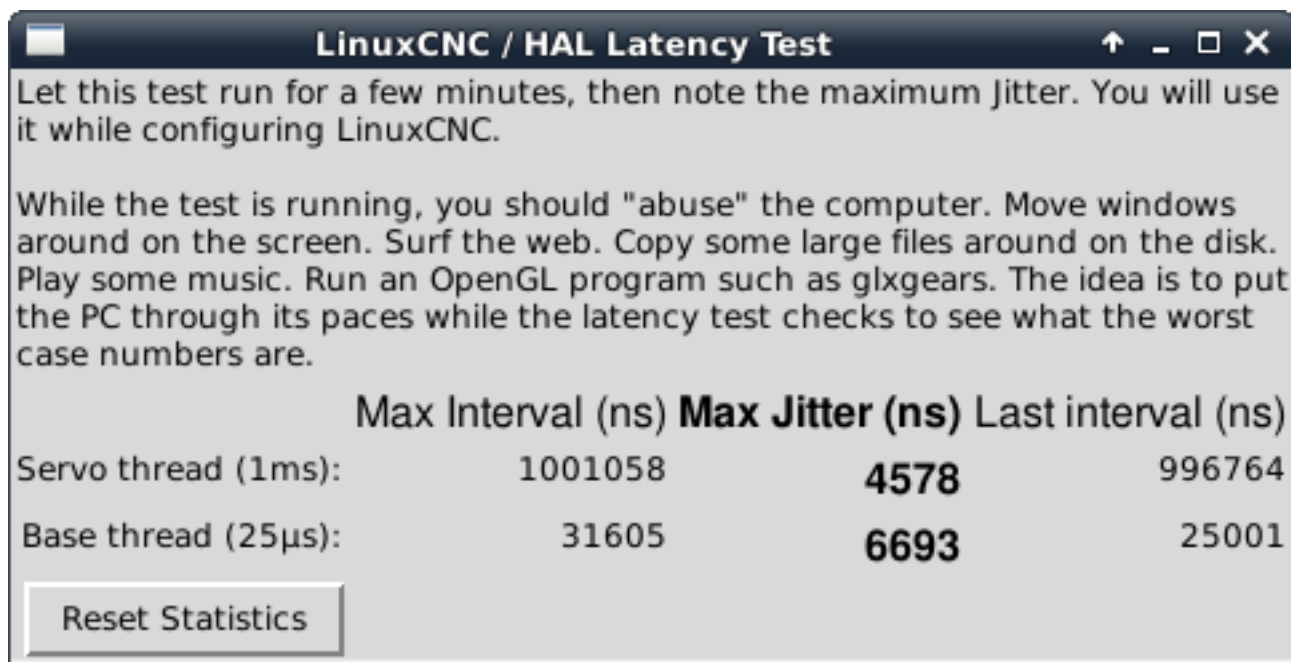 LinuxCNC / HAL Latency Test
Let this test run for a few minutes, then note the maximum Jitter. You will use
it while configuring LinuxCNC.
While the test is running, you should "abuse" the computer. Move windows
around on the screen. Surf the web. Copy some large files around on the disk.
Play some music. Run an OpenGL program such as glxgears. The idea is to put
the PC through its paces while the latency test checks to see what the worst
case numbers are.
Max Interval (ns) Max Jitter (ns) Last interval (ns)
Servo thread (1ms): 1001058 4578 996764
Base thread (25µs): 31605 6693 25001
Reset Statistics